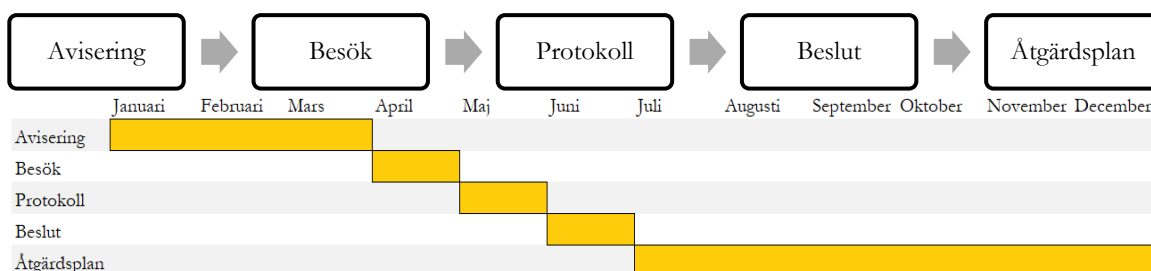 Avisering Besök Protokoll Beslut Åtgärdsplan
Januari Februari Mars April Maj Juni Juli Augusti September Oktober November December
Avisering
Besök
Protokoll
Beslut
Åtgärdsplan